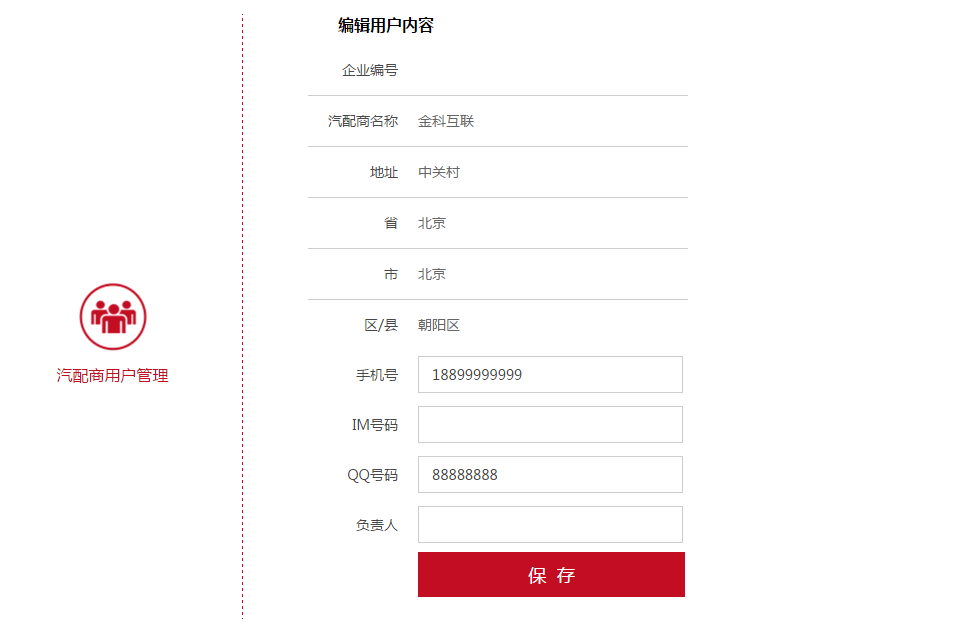 编辑用户内容
企业编号
汽配商名称 金科互联
地址 中关村
省 北京
市 北京
区/县 朝阳区
手机号 18899999999
IM号码
QQ号码 88888888
负责人
保 存
汽配商用户管理